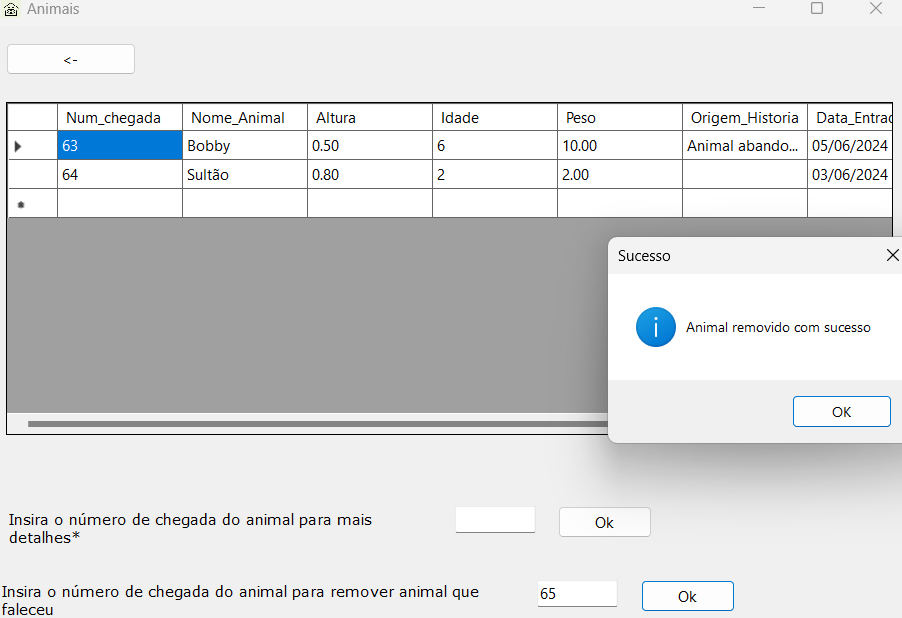 Animais
<-
Num_chegada Nome_Animal Altura Idade Peso Origem_Historia Data_Entrac
63 Bobby 0.50 6 10.00 Animal abando... 05/06/2024
64 Sultão 0.80 2 2.00 03/06/2024
Sucesso
Animal removido com sucesso
OK
Insira o número de chegada do animal para mais
detalhes*
Ok
Insira o número de chegada do animal para remover animal que
faleceu
65
Ok